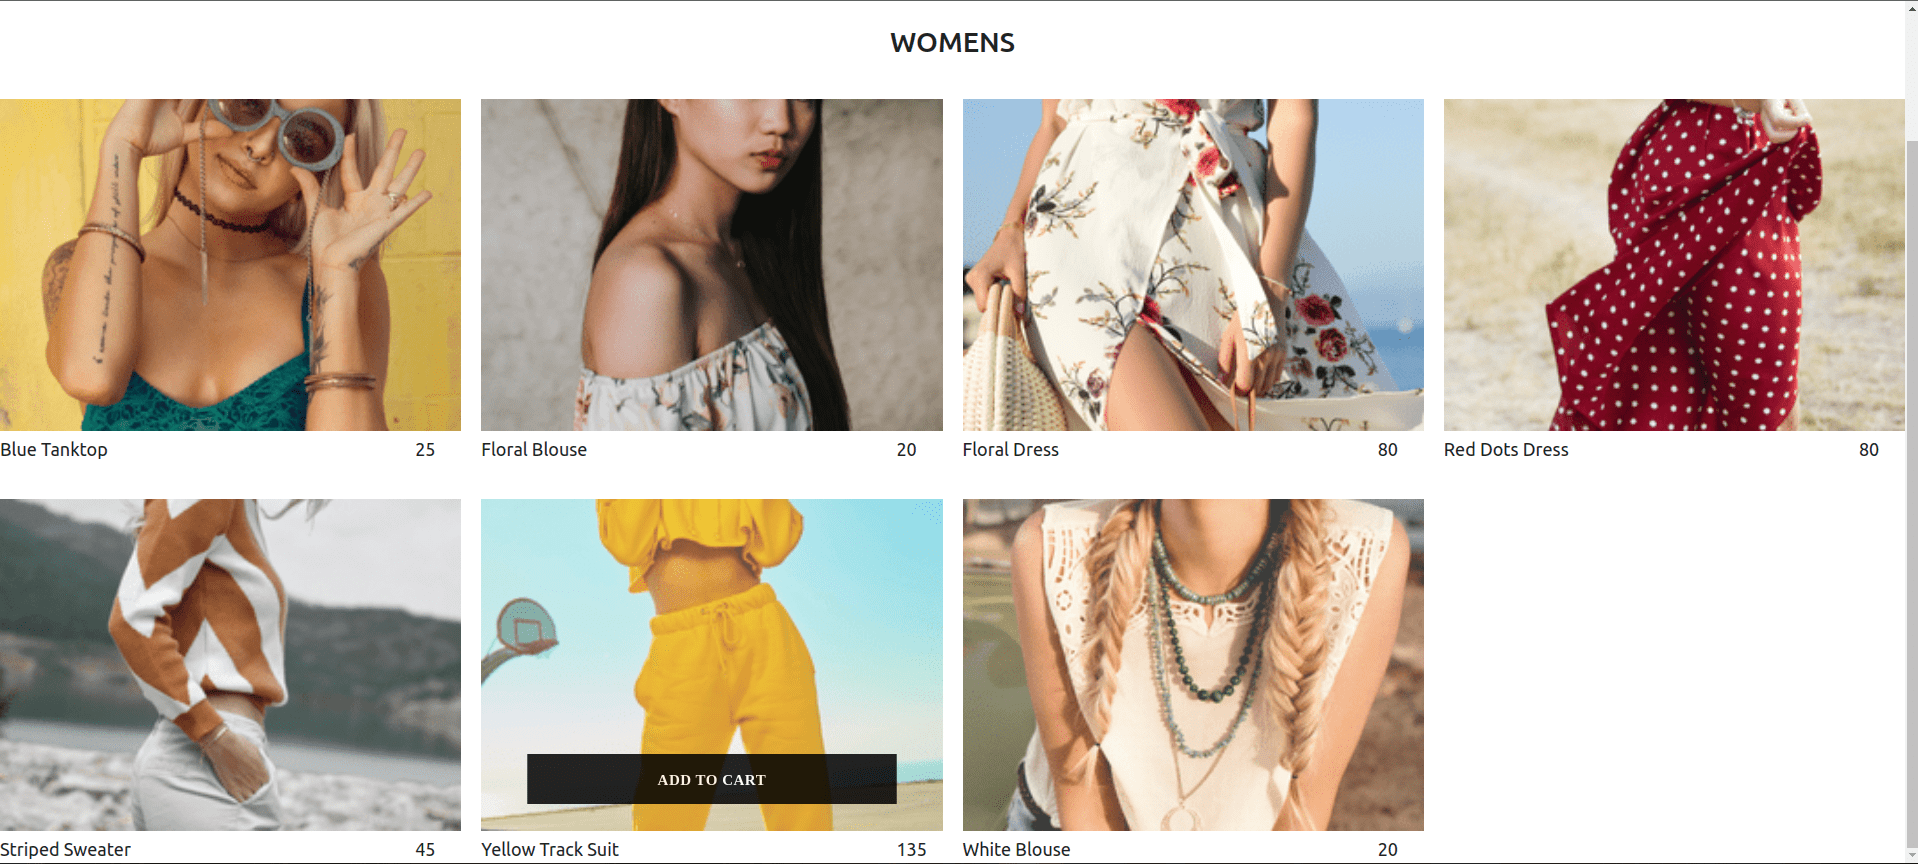 WOMENS
Blue Tanktop 25
Floral Blouse 20
Floral Dress 80
Red Dots Dress 80
ADD TO CART
Striped Sweater 45
Yellow Track Suit 135
White Blouse 20